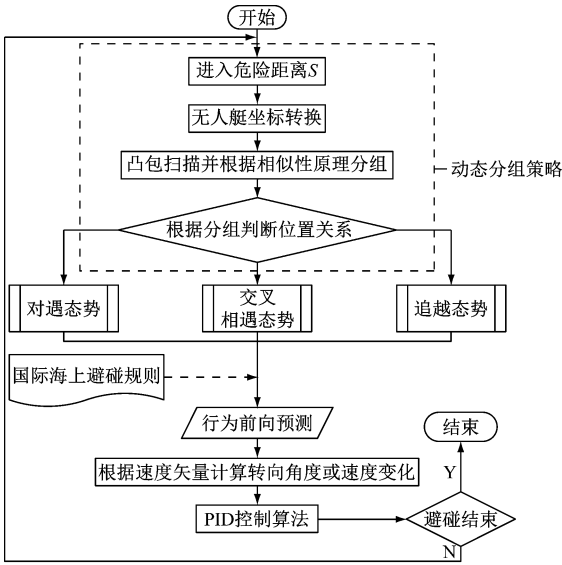 开始
进入危险距离S
无人艇坐标转换
凸包扫描并根据相似性原理分组
动态分组策略
根据分组判断位置关系
对遇态势
交叉
相遇态势
追越态势
国际海上避碰规则
行为前向预测
结束
根据速度矢量计算转向角度或速度变化
Y
PID控制算法
避碰结束
N